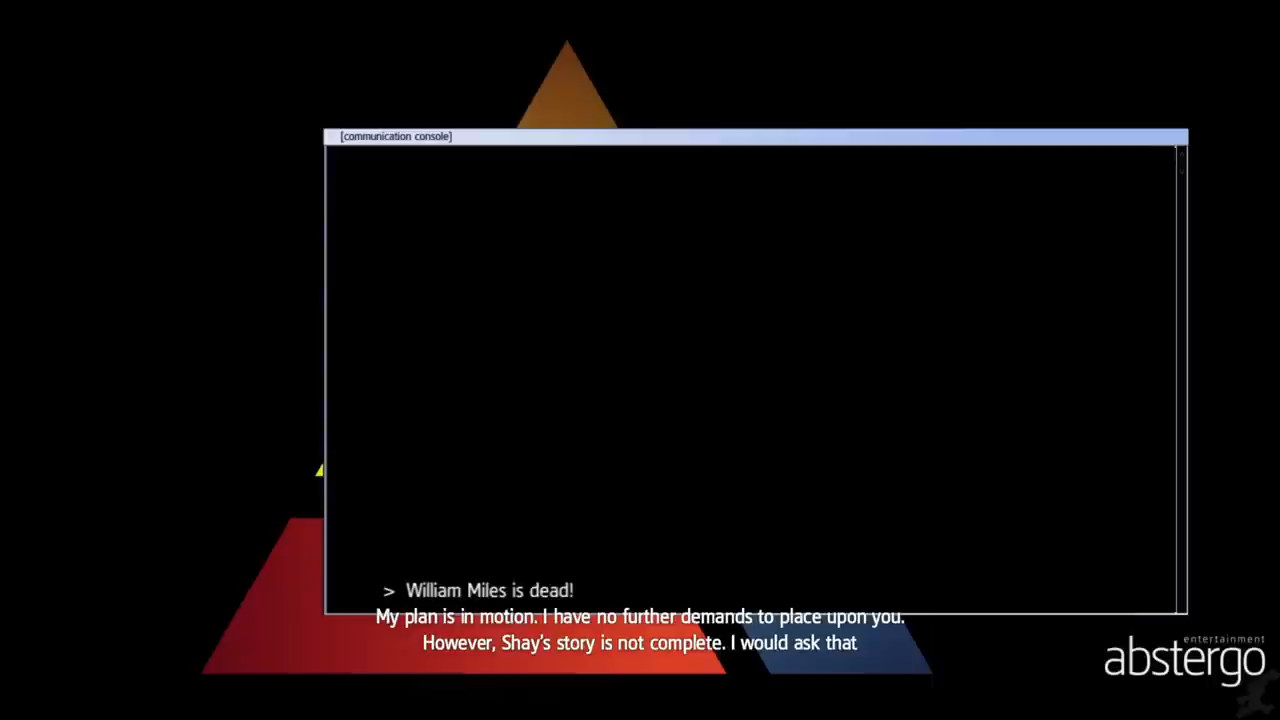 [communication console]
> William Miles is dead!
My plan is in motion. I have no further demands to place upon you.
However, Shay's story is not complete. I would ask that
entertainment
abstergo